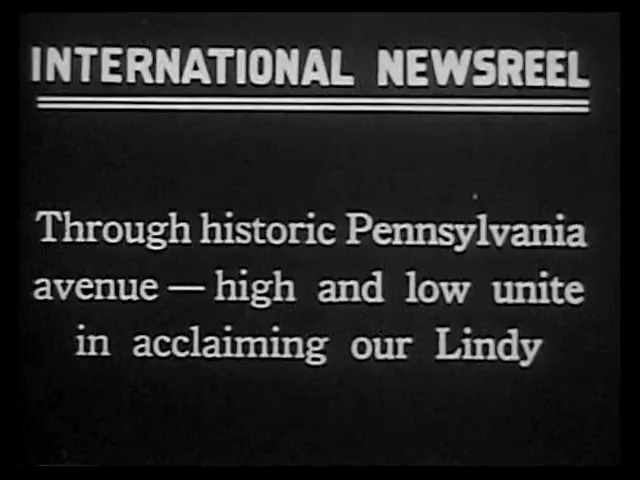 INTERNATIONAL NEWSREEL
Through historic Pennsylvania
avenue — high and low unite
in acclaiming our Lindy